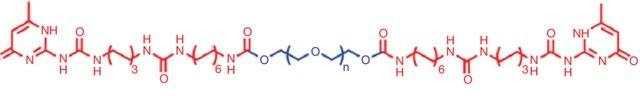 NH O H H H O O H H O NH
O N N N N N N O O O N N N N N N O
H H 3 O 6 n H 6 O 3 H H